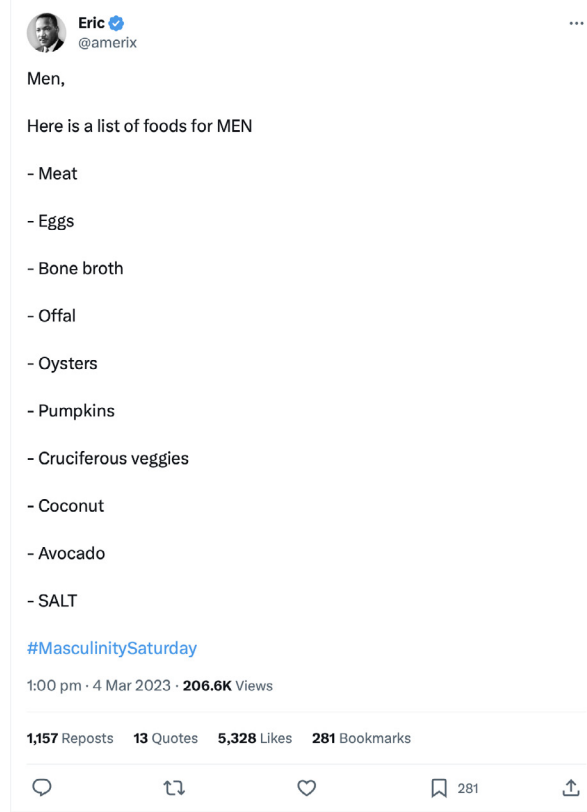 Eric
@amerix
Men,
Here is a list of foods for MEN
- Meat
- Eggs
- Bone broth
- Offal
- Oysters
- Pumpkins
- Cruciferous veggies
- Coconut
- Avocado
- SALT
#MasculinitySaturday
1:00 pm · 4 Mar 2023 · 206.6K Views
1,157 Reposts 13 Quotes 5,328 Likes 281 Bookmarks
281